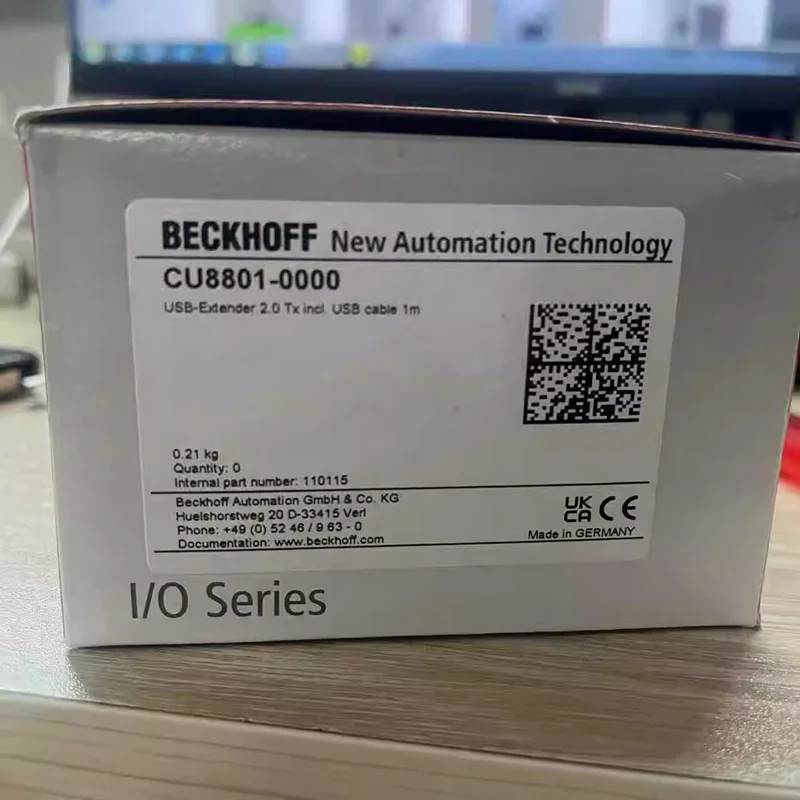 BECKHOFF New Automation Technology
CU8801-0000
USB-Extender 2.0 Tx incl. USB cable 1m
0.21 kg
Quantity: 0
Internal part number: 110115
Beckhoff Automation GmbH & Co. KG
Huelshorstweg 20 D-33415 Verl
Phone: +49 (0) 52 46 / 9 63 - 0
Documentation: www.beckhoff.com
UK
CA CE
Made in GERMANY
I/O Series